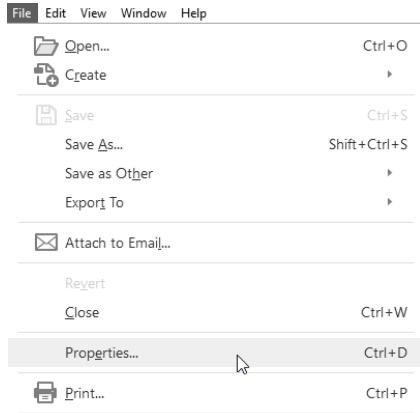 File Edit View Window Help
Open... Ctrl+O
Create
Save Ctrl+S
Save As... Shift+Ctrl+S
Save as Other
Export To
Attach to Email...
Revert
Close Ctrl+W
Properties... Ctrl+D
Print... Ctrl+P